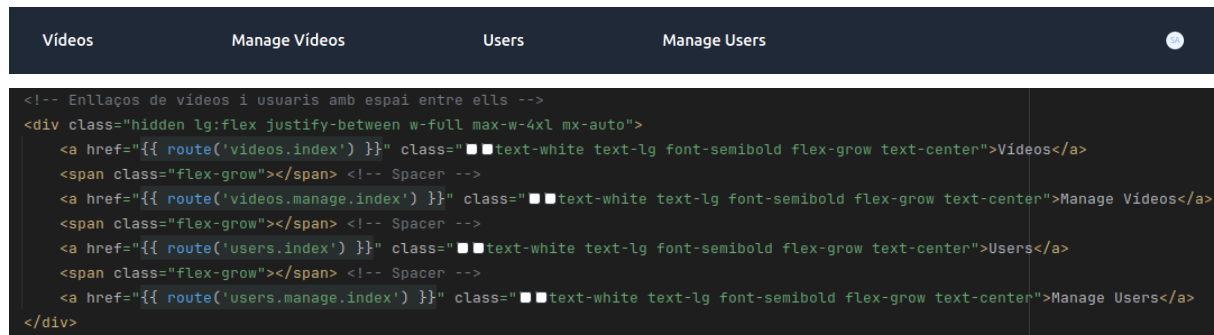 Vídeos Manage Vídeos Users Manage Users SA
<!-- Enllaços de vídeos i usuaris amb espai entre ells -->
<div class="hidden lg:flex justify-between w-full max-w-4xl mx-auto">
<a href="{{ route('videos.index') }}" class="text-white text-lg font-semibold flex-grow text-center">Vídeos</a>
<span class="flex-grow"></span> <!-- Spacer -->
<a href="{{ route('videos.manage.index') }}" class="text-white text-lg font-semibold flex-grow text-center">Manage Vídeos</a>
<span class="flex-grow"></span> <!-- Spacer -->
<a href="{{ route('users.index') }}" class="text-white text-lg font-semibold flex-grow text-center">Users</a>
<span class="flex-grow"></span> <!-- Spacer -->
<a href="{{ route('users.manage.index') }}" class="text-white text-lg font-semibold flex-grow text-center">Manage Users</a>
</div>